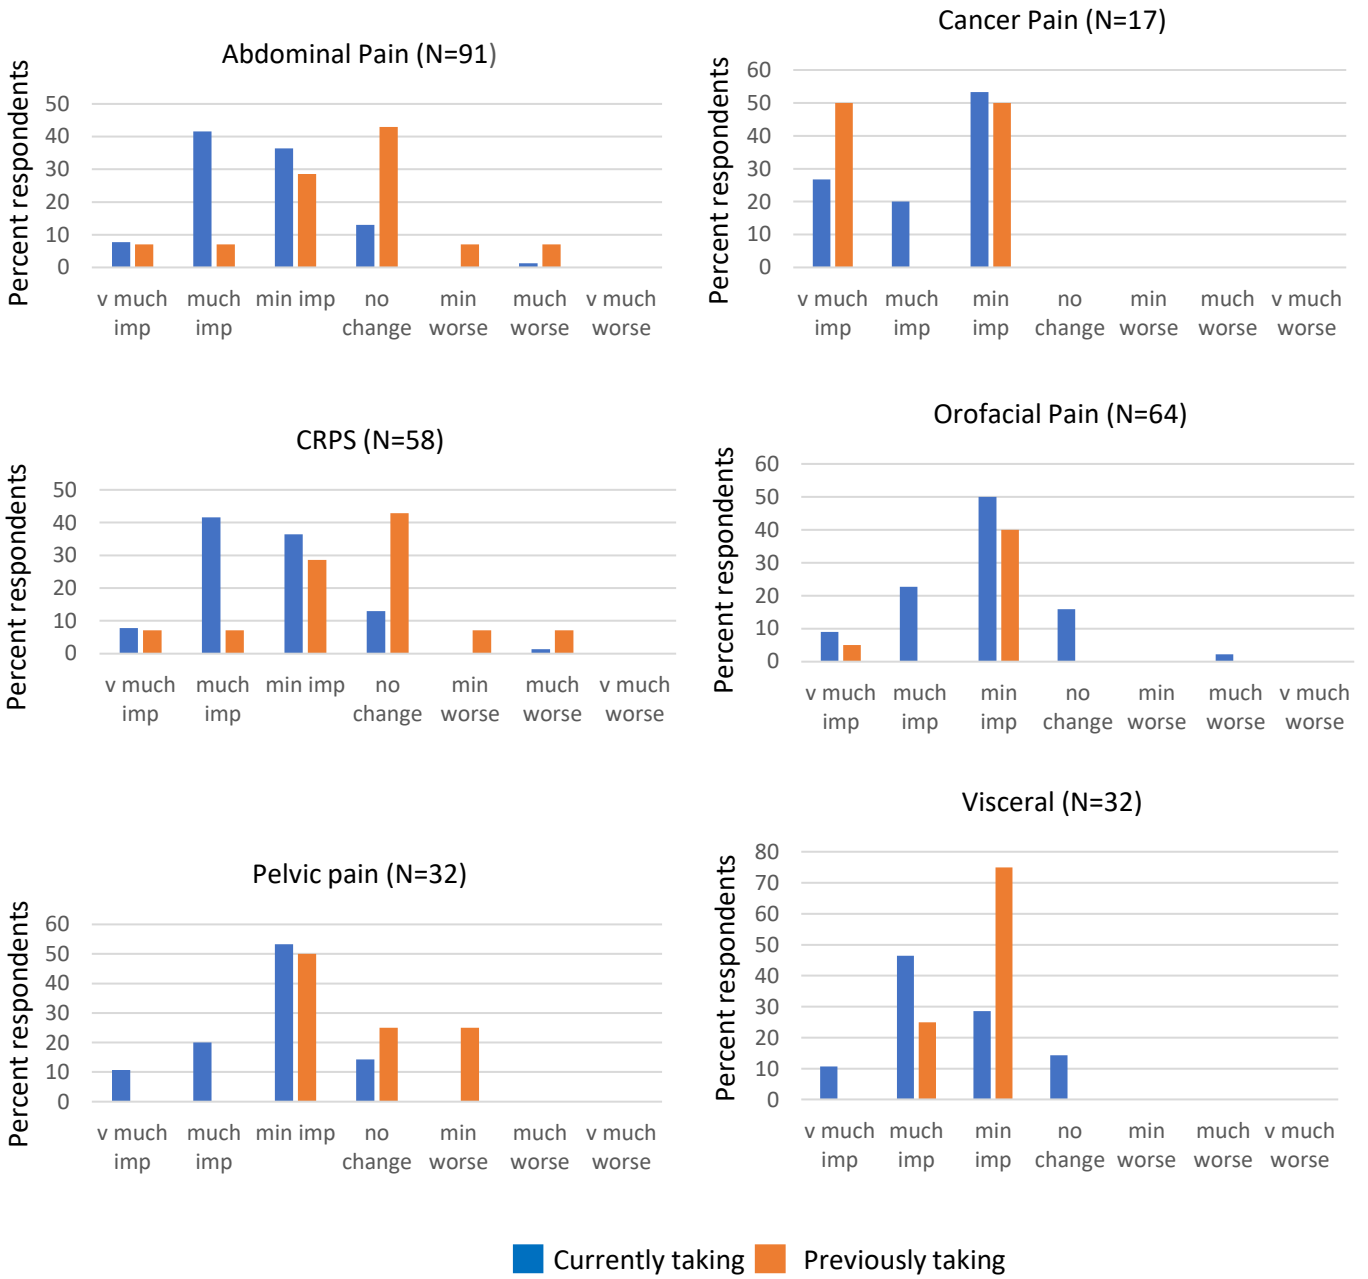 Abdominal Pain (N=91)
Percent respondents
50
40
30
20
10
0
v much imp
much imp
min imp
no change
min worse
much worse
v much worse
Cancer Pain (N=17)
Percent respondents
60
50
40
30
20
10
0
v much imp
much imp
min imp
no change
min worse
much worse
v much worse
CRPS (N=58)
Percent respondents
50
40
30
20
10
0
v much imp
much imp
min imp
no change
min worse
much worse
v much worse
Orofacial Pain (N=64)
Percent respondents
60
50
40
30
20
10
0
v much imp
much imp
min imp
no change
min worse
much worse
v much worse
Pelvic pain (N=32)
Percent respondents
60
50
40
30
20
10
0
v much imp
much imp
min imp
no change
min worse
much worse
v much worse
Visceral (N=32)
Percent respondents
80
70
60
50
40
30
20
10
0
v much imp
much imp
min imp
no change
min worse
much worse
v much worse
Currently taking
Previously taking